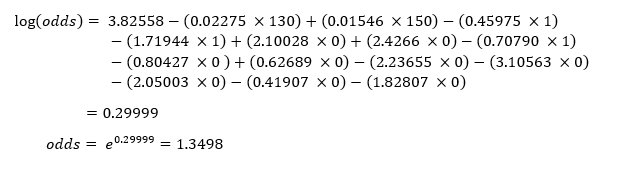 log(odds) = 3.82558 − (0.02275 × 130) + (0.01546 × 150) − (0.45975 × 1)
− (1.71944 × 1) + (2.10028 × 0) + (2.4266 × 0) − (0.70790 × 1)
− (0.80427 × 0 ) + (0.62689 × 0) − (2.23655 × 0) − (3.10563 × 0)
− (2.05003 × 0) − (0.41907 × 0) − (1.82807 × 0)
= 0.29999
odds = e^0.29999 = 1.3498